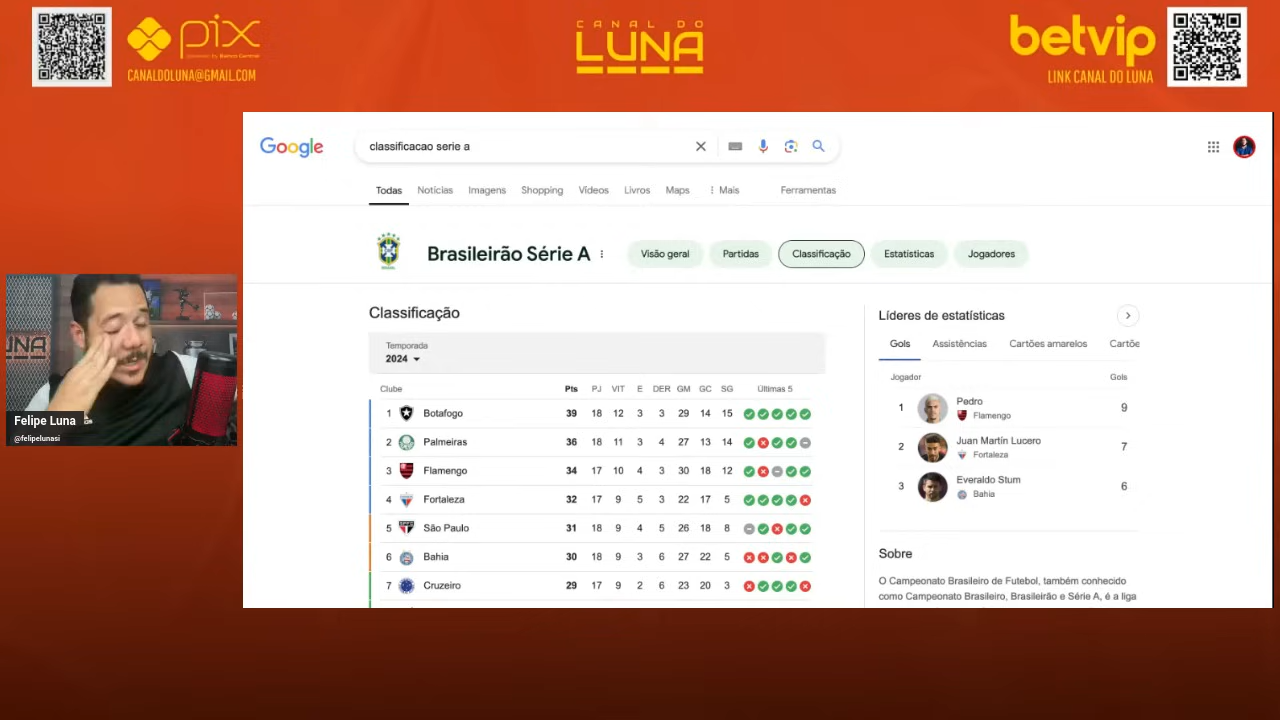 pix
powered by Banco Central
CANALDOLUNA@GMAIL.COM
CANAL DO
LUNA
betvip
LINK CANAL DO LUNA
Google
classificacao serie a
Todas Notícias Imagens Shopping Vídeos Livros Maps Mais Ferramentas
BRASIL
Brasileirão Série A
Visão geral Partidas Classificação Estatísticas Jogadores
Classificação
Temporada
2024
Clube Pts PJ VIT E DER GM GC SG Últimas 5
1 Botafogo 39 18 12 3 3 29 14 15
2 Palmeiras 36 18 11 3 4 27 13 14
3 Flamengo 34 17 10 4 3 30 18 12
4 Fortaleza 32 17 9 5 3 22 17 5
5 São Paulo 31 18 9 4 5 26 18 8
6 Bahia 30 18 9 3 6 27 22 5
7 Cruzeiro 29 17 9 2 6 23 20 3
Líderes de estatísticas
Gols Assistências Cartões amarelos Cartõe
Jogador Gols
1 Pedro 9
Flamengo
2 Juan Martín Lucero 7
Fortaleza
3 Everaldo Stum 6
Bahia
Sobre
O Campeonato Brasileiro de Futebol, também conhecido
como Campeonato Brasileiro, Brasileirão e Série A, é a liga
UNA
Felipe Luna
@felipelunasi